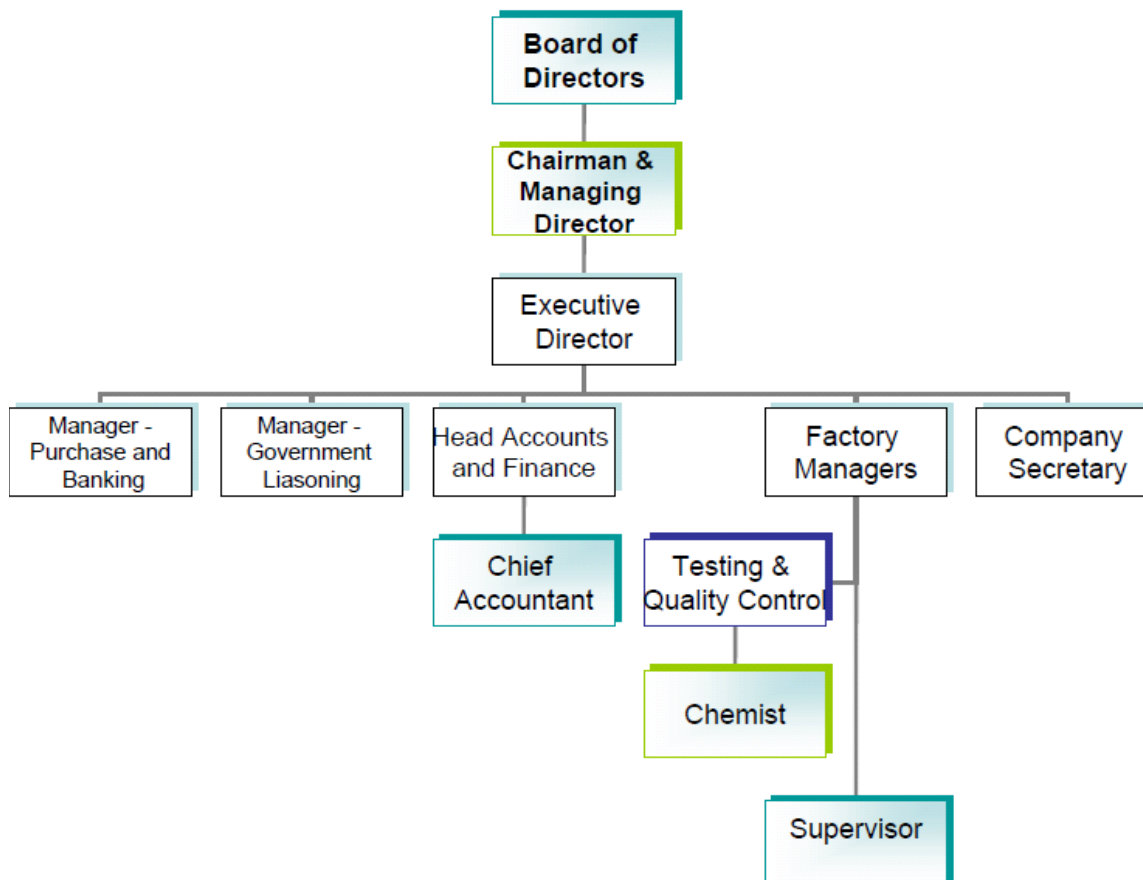 Board of
Directors
Chairman &
Managing
Director
Executive
Director
Manager -
Purchase and
Banking
Manager -
Government
Liasoning
Head Accounts
and Finance
Factory
Managers
Company
Secretary
Chief
Accountant
Testing &
Quality Control
Chemist
Supervisor